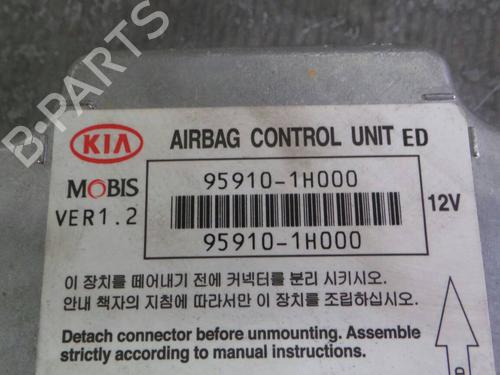 B-PARTS
KIA
AIRBAG CONTROL UNIT ED
MOBIS
95910-1H000
VER1.2
12V
95910-1H000
이 장치를 떼어내기 전에 커넥터를 분리 시키시오.
안내 책자의 지침에 따라서만 이 장치를 조립하십시오.
Detach connector before unmounting. Assemble
strictly according to manual instructions.